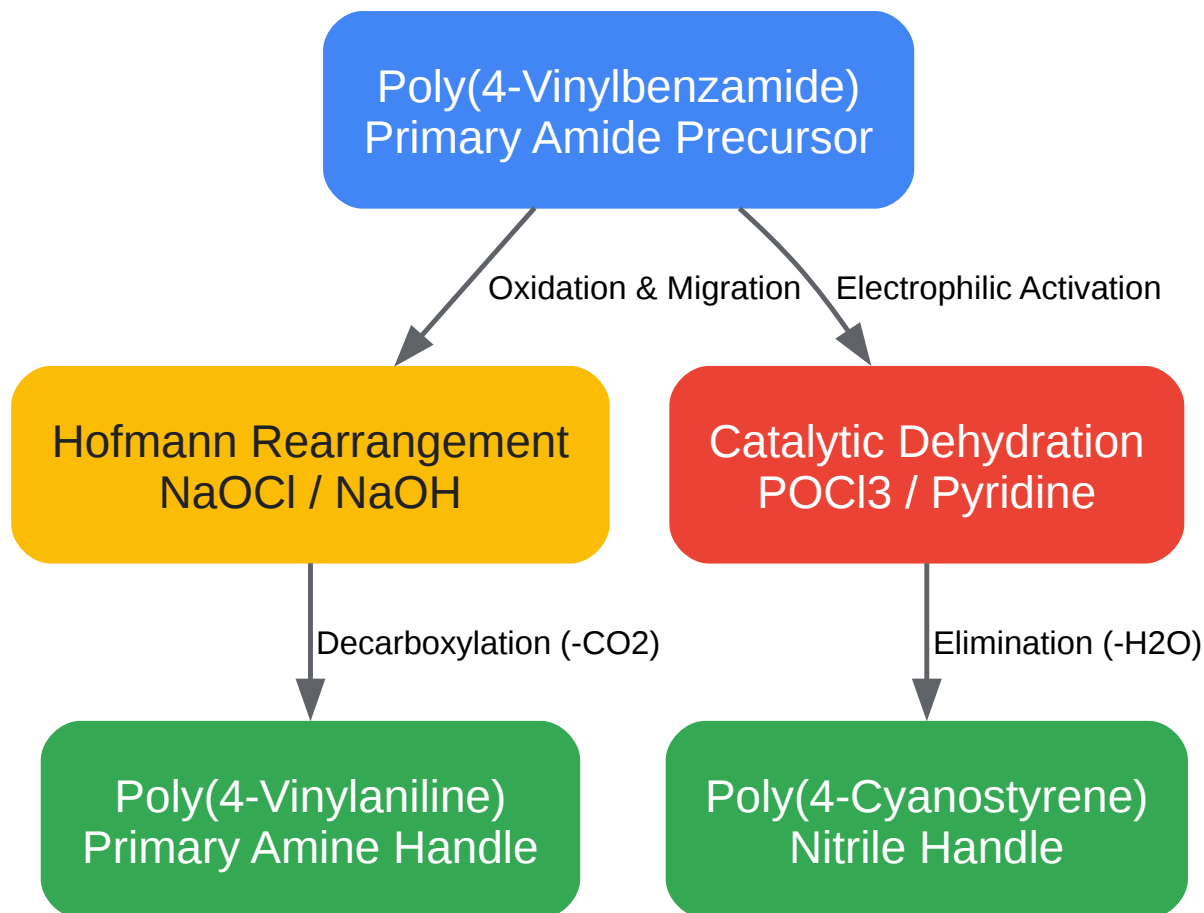 Poly(4-Vinylbenzamide)
Primary Amide Precursor
Oxidation & Migration
Electrophilic Activation
Hofmann Rearrangement
NaOCl / NaOH
Catalytic Dehydration
POCl3 / Pyridine
Decarboxylation (-CO2)
Elimination (-H2O)
Poly(4-Vinylaniline)
Primary Amine Handle
Poly(4-Cyanostyrene)
Nitrile Handle